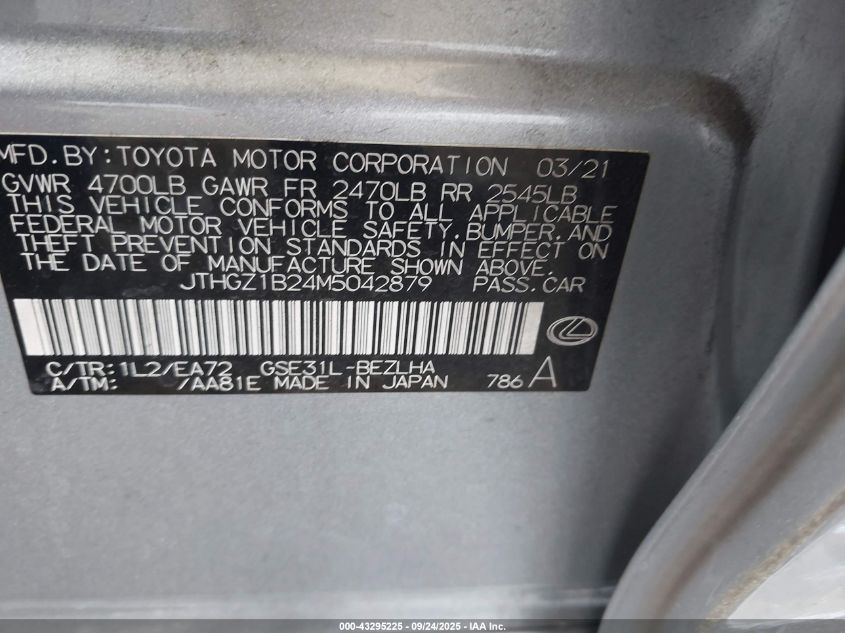 MFD.BY:TOYOTA MOTOR CORPORATION 03/21
GVWR 4700LB GAWR FR 2470LB RR 2545LB
THIS VEHICLE CONFORMS TO ALL APPLICABLE
FEDERAL MOTOR VEHICLE SAFETY,BUMPER,AND
THEFT PREVENTION STANDARDS IN EFFECT ON
THE DATE OF MANUFACTURE SHOWN ABOVE.
JTHGZ1B24M5042879 PASS.CAR
C/TR:1L2/EA72 GSE31L-BEZLHA
A/TM: /AA81E MADE IN JAPAN 786 A
000-43295225 - 09/24/2025 - IAA Inc.